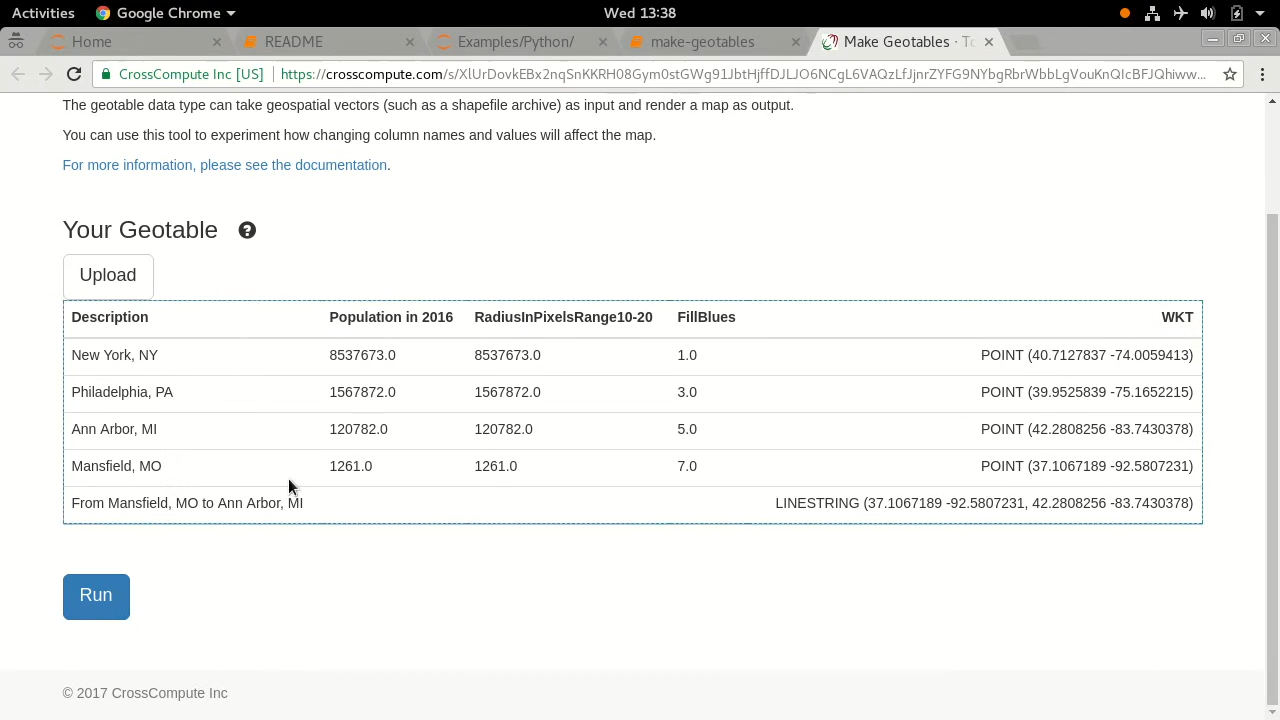 Activities Google Chrome Wed 13:38
Home README Examples/Python/ make-geotables Make Geotables · To
CrossCompute Inc [US] https://crosscompute.com/s/
The geotable data type can take geospatial vectors (such as a shapefile archive) as input and render a map as output.
You can use this tool to experiment how changing column names and values will affect the map.
For more information, please see the documentation.
Your Geotable ?
Upload
Description Population in 2016 RadiusInPixelsRange10-20 FillBlues WKT
New York, NY 8537673.0 8537673.0 1.0 POINT (40.7127837 -74.0059413)
Philadelphia, PA 1567872.0 1567872.0 3.0 POINT (39.9525839 -75.1652215)
Ann Arbor, MI 120782.0 120782.0 5.0 POINT (42.2808256 -83.7430378)
Mansfield, MO 1261.0 1261.0 7.0 POINT (37.1067189 -92.5807231)
From Mansfield, MO to Ann Arbor, MI LINESTRING (37.1067189 -92.5807231, 42.2808256 -83.7430378)
Run
© 2017 CrossCompute Inc